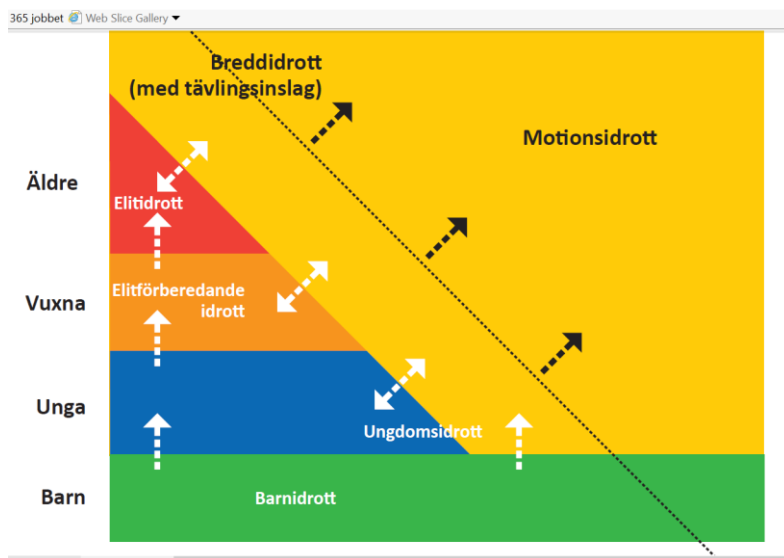 365 jobbet Web Slice Gallery
Breddidrott
(med tävlingsinslag)
Motionsidrott
Äldre
Elitidrott
Elitförberedande
idrott
Vuxna
Unga
Ungdomsidrott
Barn
Barnidrott